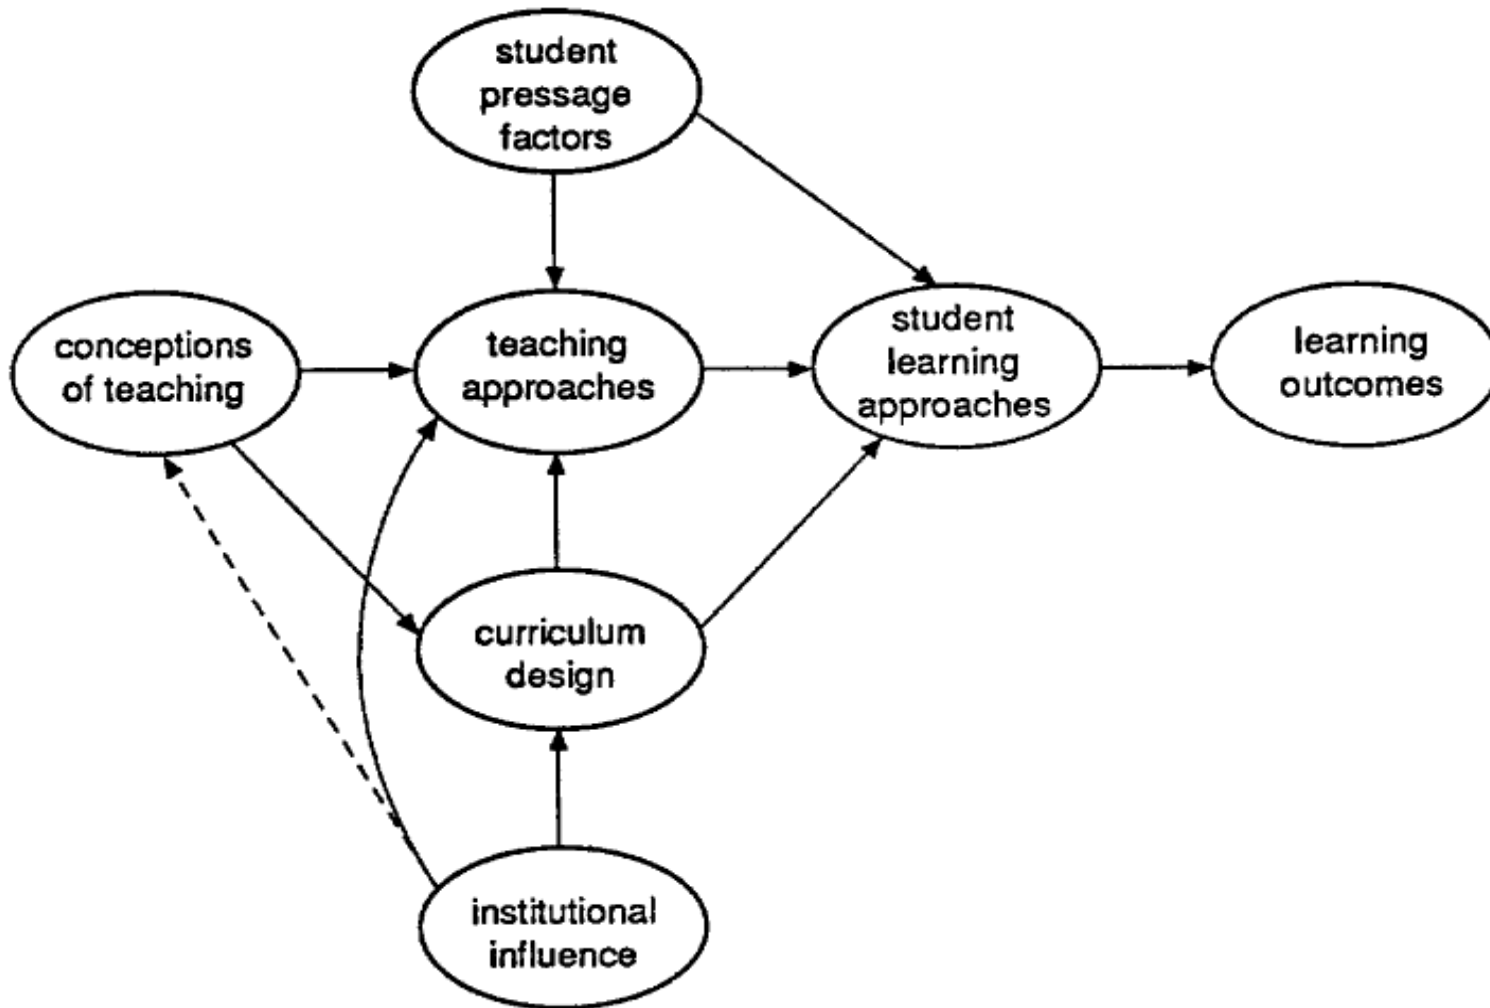 student
pressage
factors
conceptions
of teaching
teaching
approaches
student
learning
approaches
learning
outcomes
curriculum
design
institutional
influence